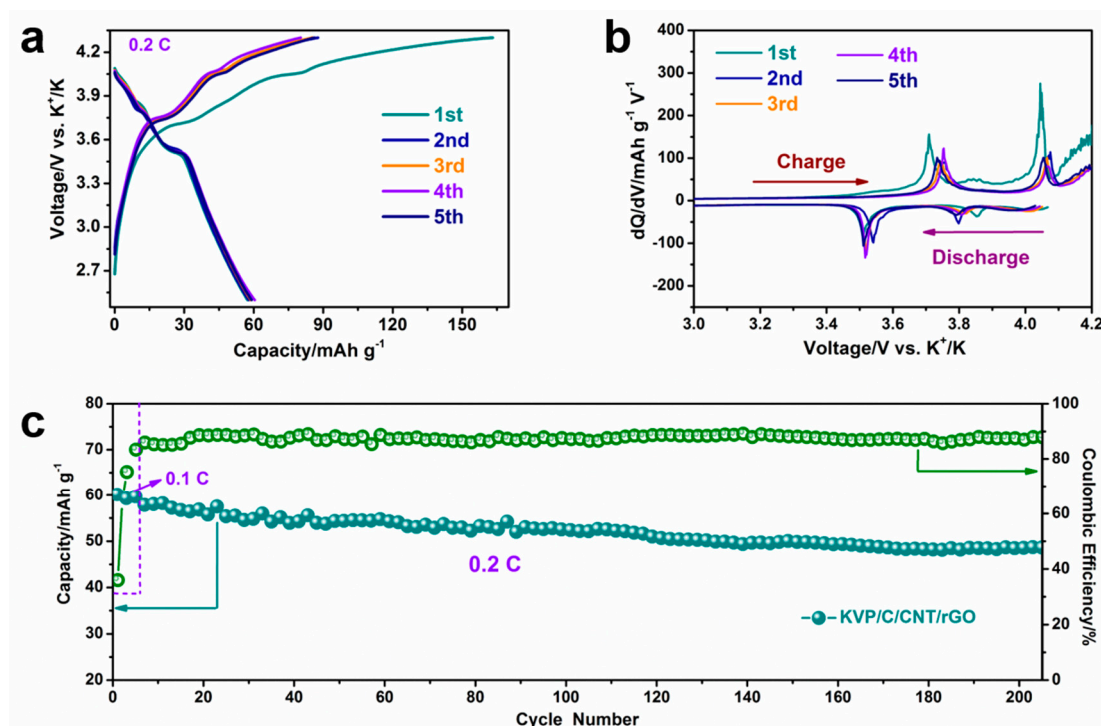 a
0.2 C
4.2
3.9
3.6
3.3
3.0
2.7
Voltage/V vs. K⁺/K
1st
2nd
3rd
4th
5th
0 30 60 90 120 150
Capacity/mAh g⁻¹
b
400
300
200
100
0
-100
-200
dQ/dV/mAh g⁻¹ V⁻¹
1st 4th
2nd 5th
3rd
Charge
Discharge
3.0 3.2 3.4 3.6 3.8 4.0 4.2
Voltage/V vs. K⁺/K
c
80
70
60
50
40
30
20
Capacity/mAh g⁻¹
0.1 C
0.2 C
KVP/C/CNT/rGO
100
80
60
40
20
0
Coulombic Efficiency/%
0 20 40 60 80 100 120 140 160 180 200
Cycle Number